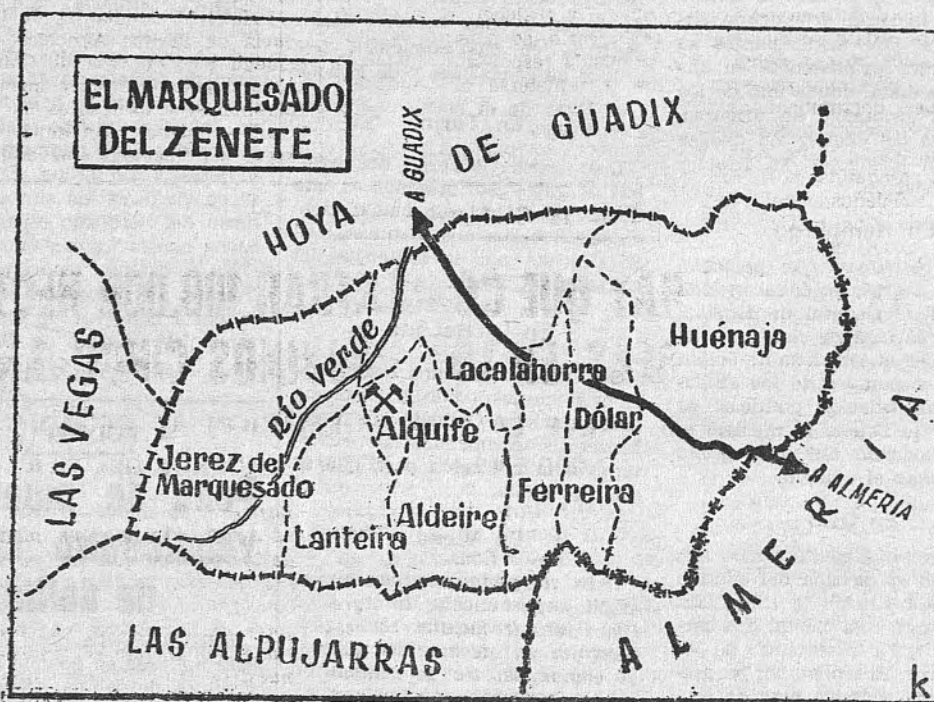 EL MARQUESADO
DEL ZENETE
A GUADIX
HOYA DE GUADIX
LAS VEGAS
Río Verde
Huénaja
Lacalahorra
Alquife
Dólar
Jerez del
Marquesado
Ferreira
Aldeire
Lanteira
A ALMERIA
ALMERIA
LAS ALPUJARRAS
k